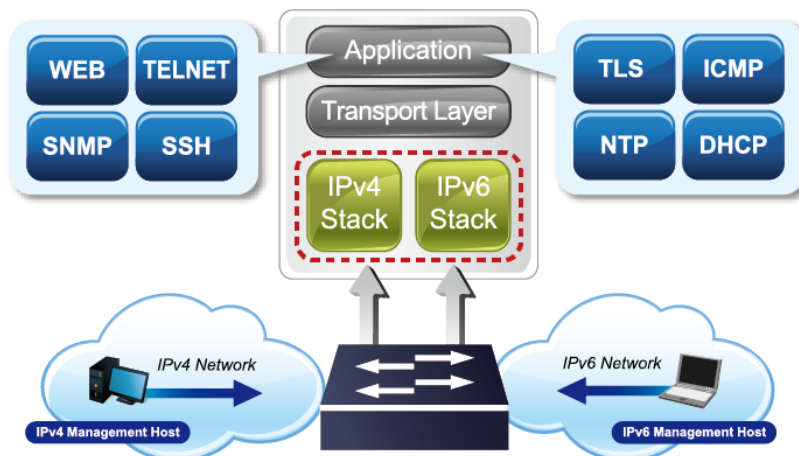 Application
WEB
TELNET
TLS
ICMP
Transport Layer
SNMP
SSH
NTP
DHCP
IPv4
Stack
IPv6
Stack
IPv4 Network
IPv6 Network
IPv4 Management Host
IPv6 Management Host